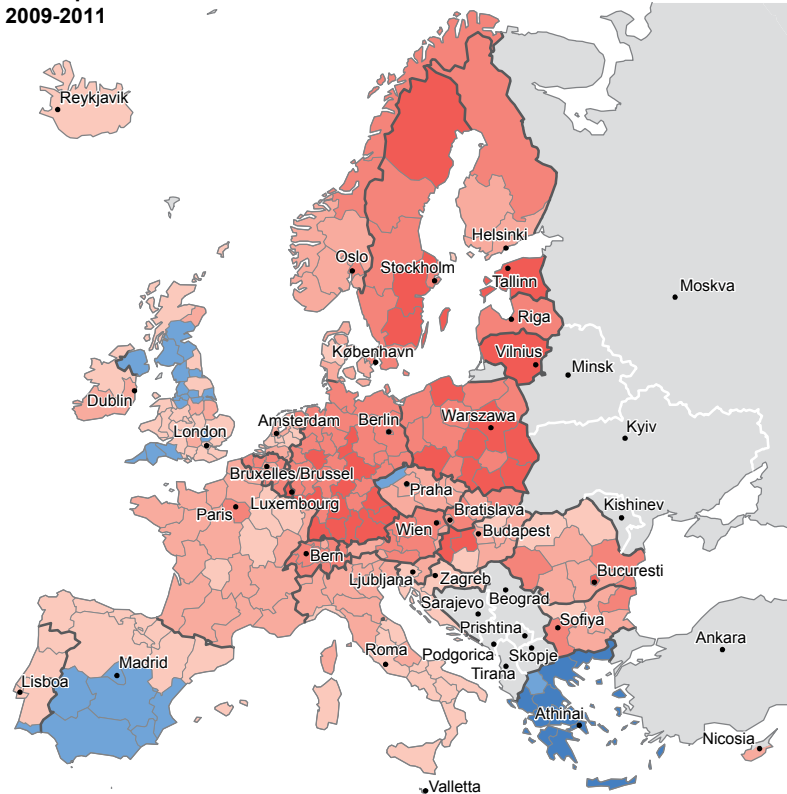 2009-2011
Reykjavik
Helsinki
Oslo
Stockholm
Tallinn
Moskva
Riga
København
Vilnius
Minsk
Dublin
Amsterdam
Berlin
Warszawa
London
Kyiv
Bruxelles/Brussel
Praha
Luxembourg
Kishinev
Paris
Bratislava
Wien
Budapest
Bern
Bucuresti
Ljubljana
Zagreb
Beograd
Sarajevo
Sofiya
Prishtina
Ankara
Roma
Podgorica
Skopje
Madrid
Tirana
Lisboa
Athinai
Nicosia
Valletta